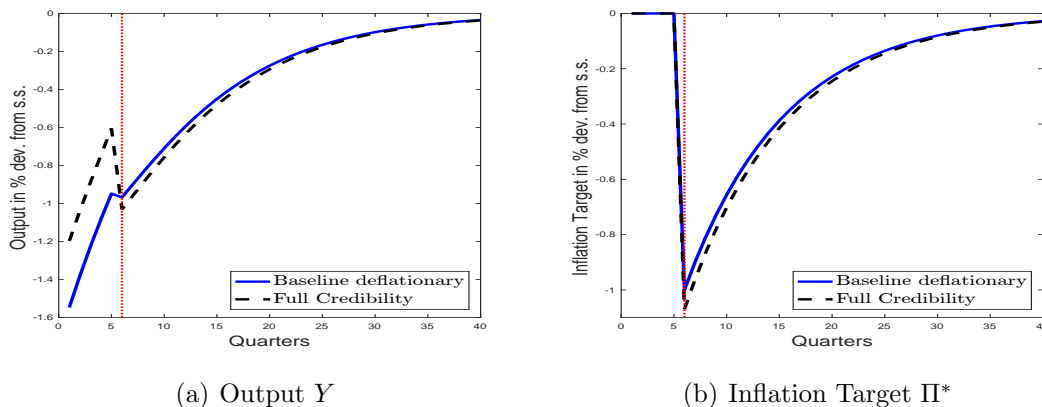 Output in % dev. from s.s.
0
-0.2
-0.4
-0.6
-0.8
-1
-1.2
-1.4
-1.6
0 5 10 15 20 25 30 35 40
Quarters
Baseline deflationary
Full Credibility
(a) Output Y
Inflation Target in % dev. from s.s.
0
-0.2
-0.4
-0.6
-0.8
-1
0 5 10 15 20 25 30 35 40
Quarters
Baseline deflationary
Full Credibility
(b) Inflation Target Π*